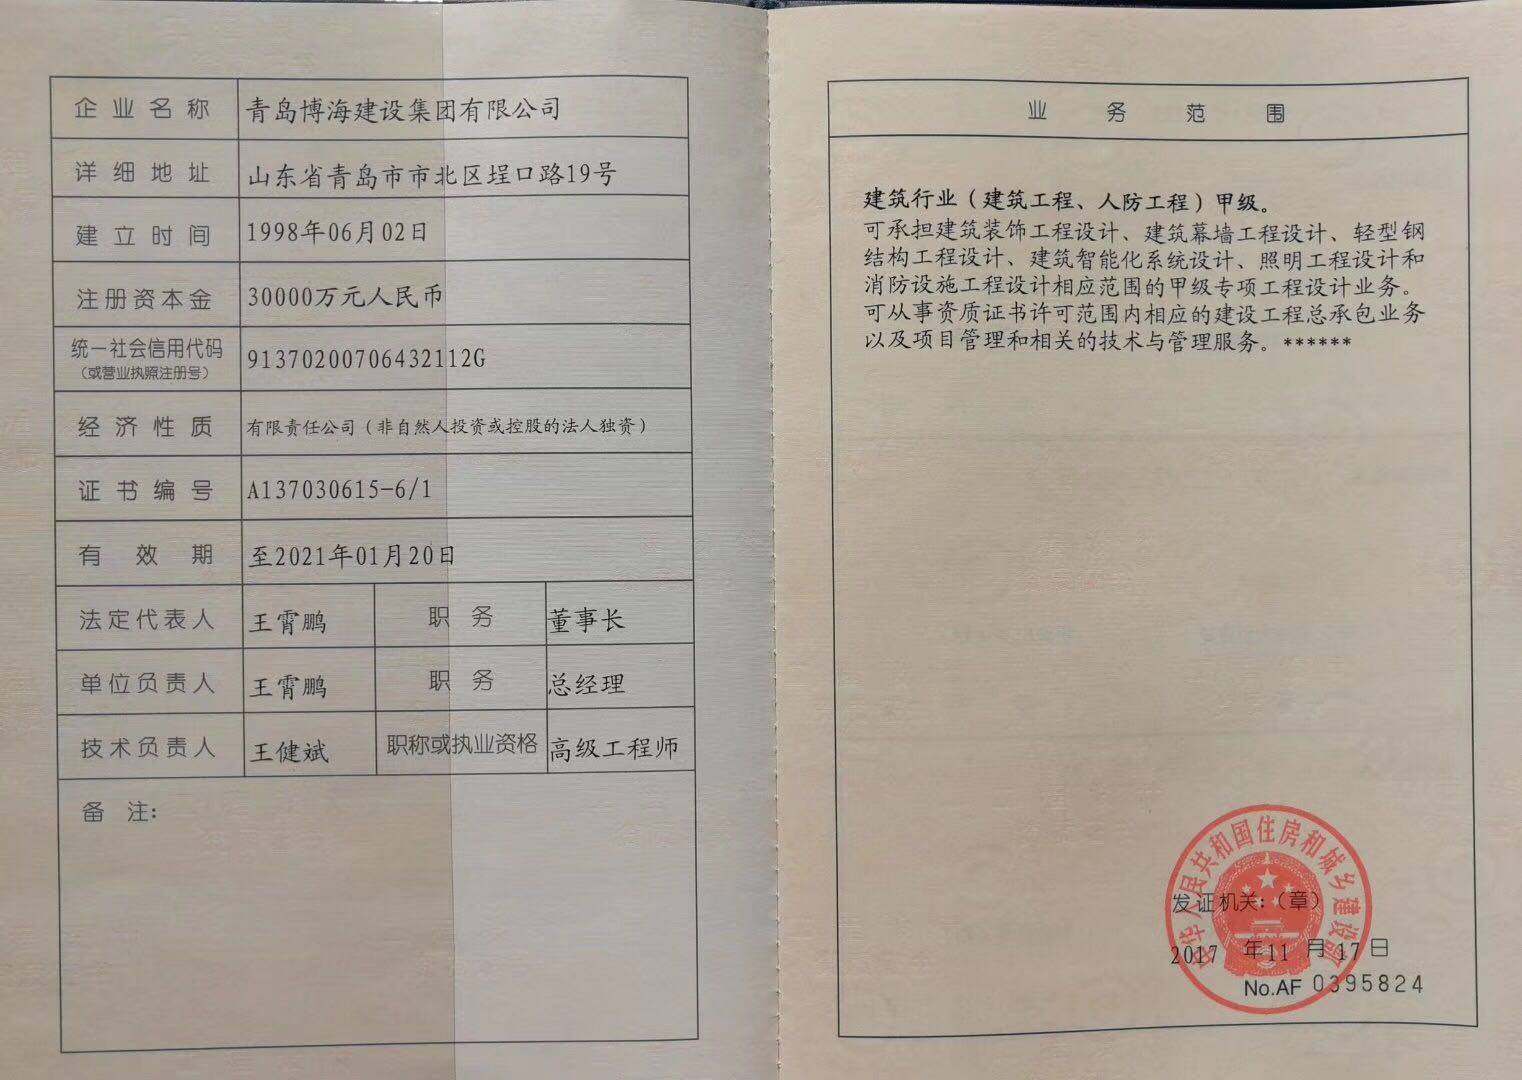 企业名称 青岛博海建设集团有限公司
详细地址 山东省青岛市市北区埕口路19号
建立时间 1998年06月02日
注册资本金 30000万元人民币
统一社会信用代码
（或营业执照注册号） 91370200706432112G
经济性质 有限责任公司（非自然人投资或控股的法人独资）
证书编号 A137030615-6/1
有效期 至2021年01月20日
法定代表人 王霄鹏 职务 董事长
单位负责人 王霄鹏 职务 总经理
技术负责人 王健斌 职称或执业资格 高级工程师
备注:
业务范围
建筑行业（建筑工程、人防工程）甲级。
可承担建筑装饰工程设计、建筑幕墙工程设计、轻型钢
结构工程设计、建筑智能化系统设计、照明工程设计和
消防设施工程设计相应范围的甲级专项工程设计业务。
可从事资质证书许可范围内相应的建设工程总承包业务
以及项目管理和相关的技术与管理服务。******
中华人民共和国住房和城乡建设部
发证机关:（章）
2017 年11 月17日
No.AF 0395824